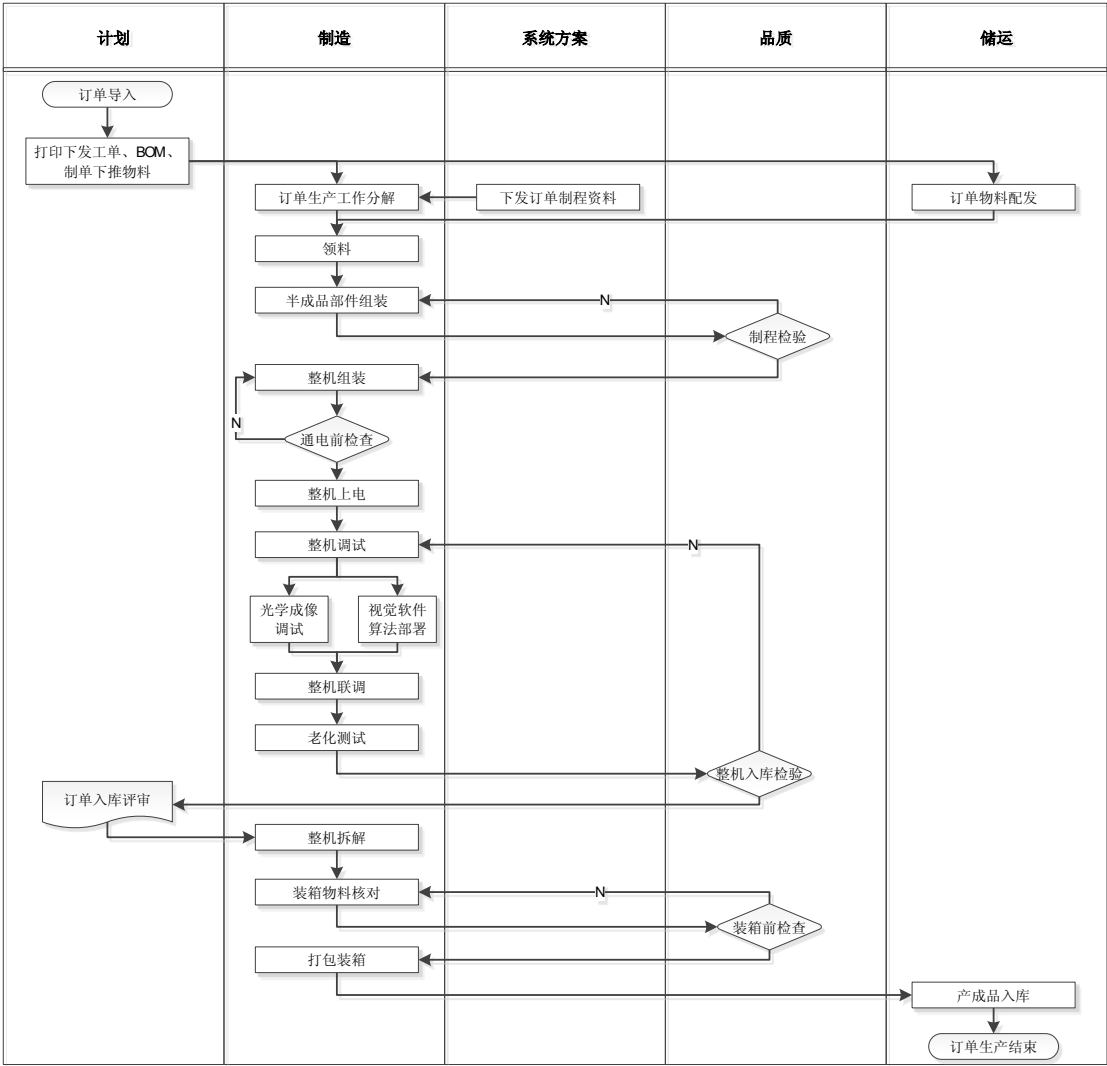 计划
制造
系统方案
品质
储运
订单导入
打印下发工单、BOM、
制单下推物料
订单生产工作分解
下发订单制程资料
订单物料配发
领料
半成品部件组装
N
制程检验
整机组装
N
通电前检查
整机上电
整机调试
N
光学成像
调试
视觉软件
算法部署
整机联调
老化测试
整机入库检验
订单入库评审
整机拆解
装箱物料核对
N
装箱前检查
打包装箱
产成品入库
订单生产结束